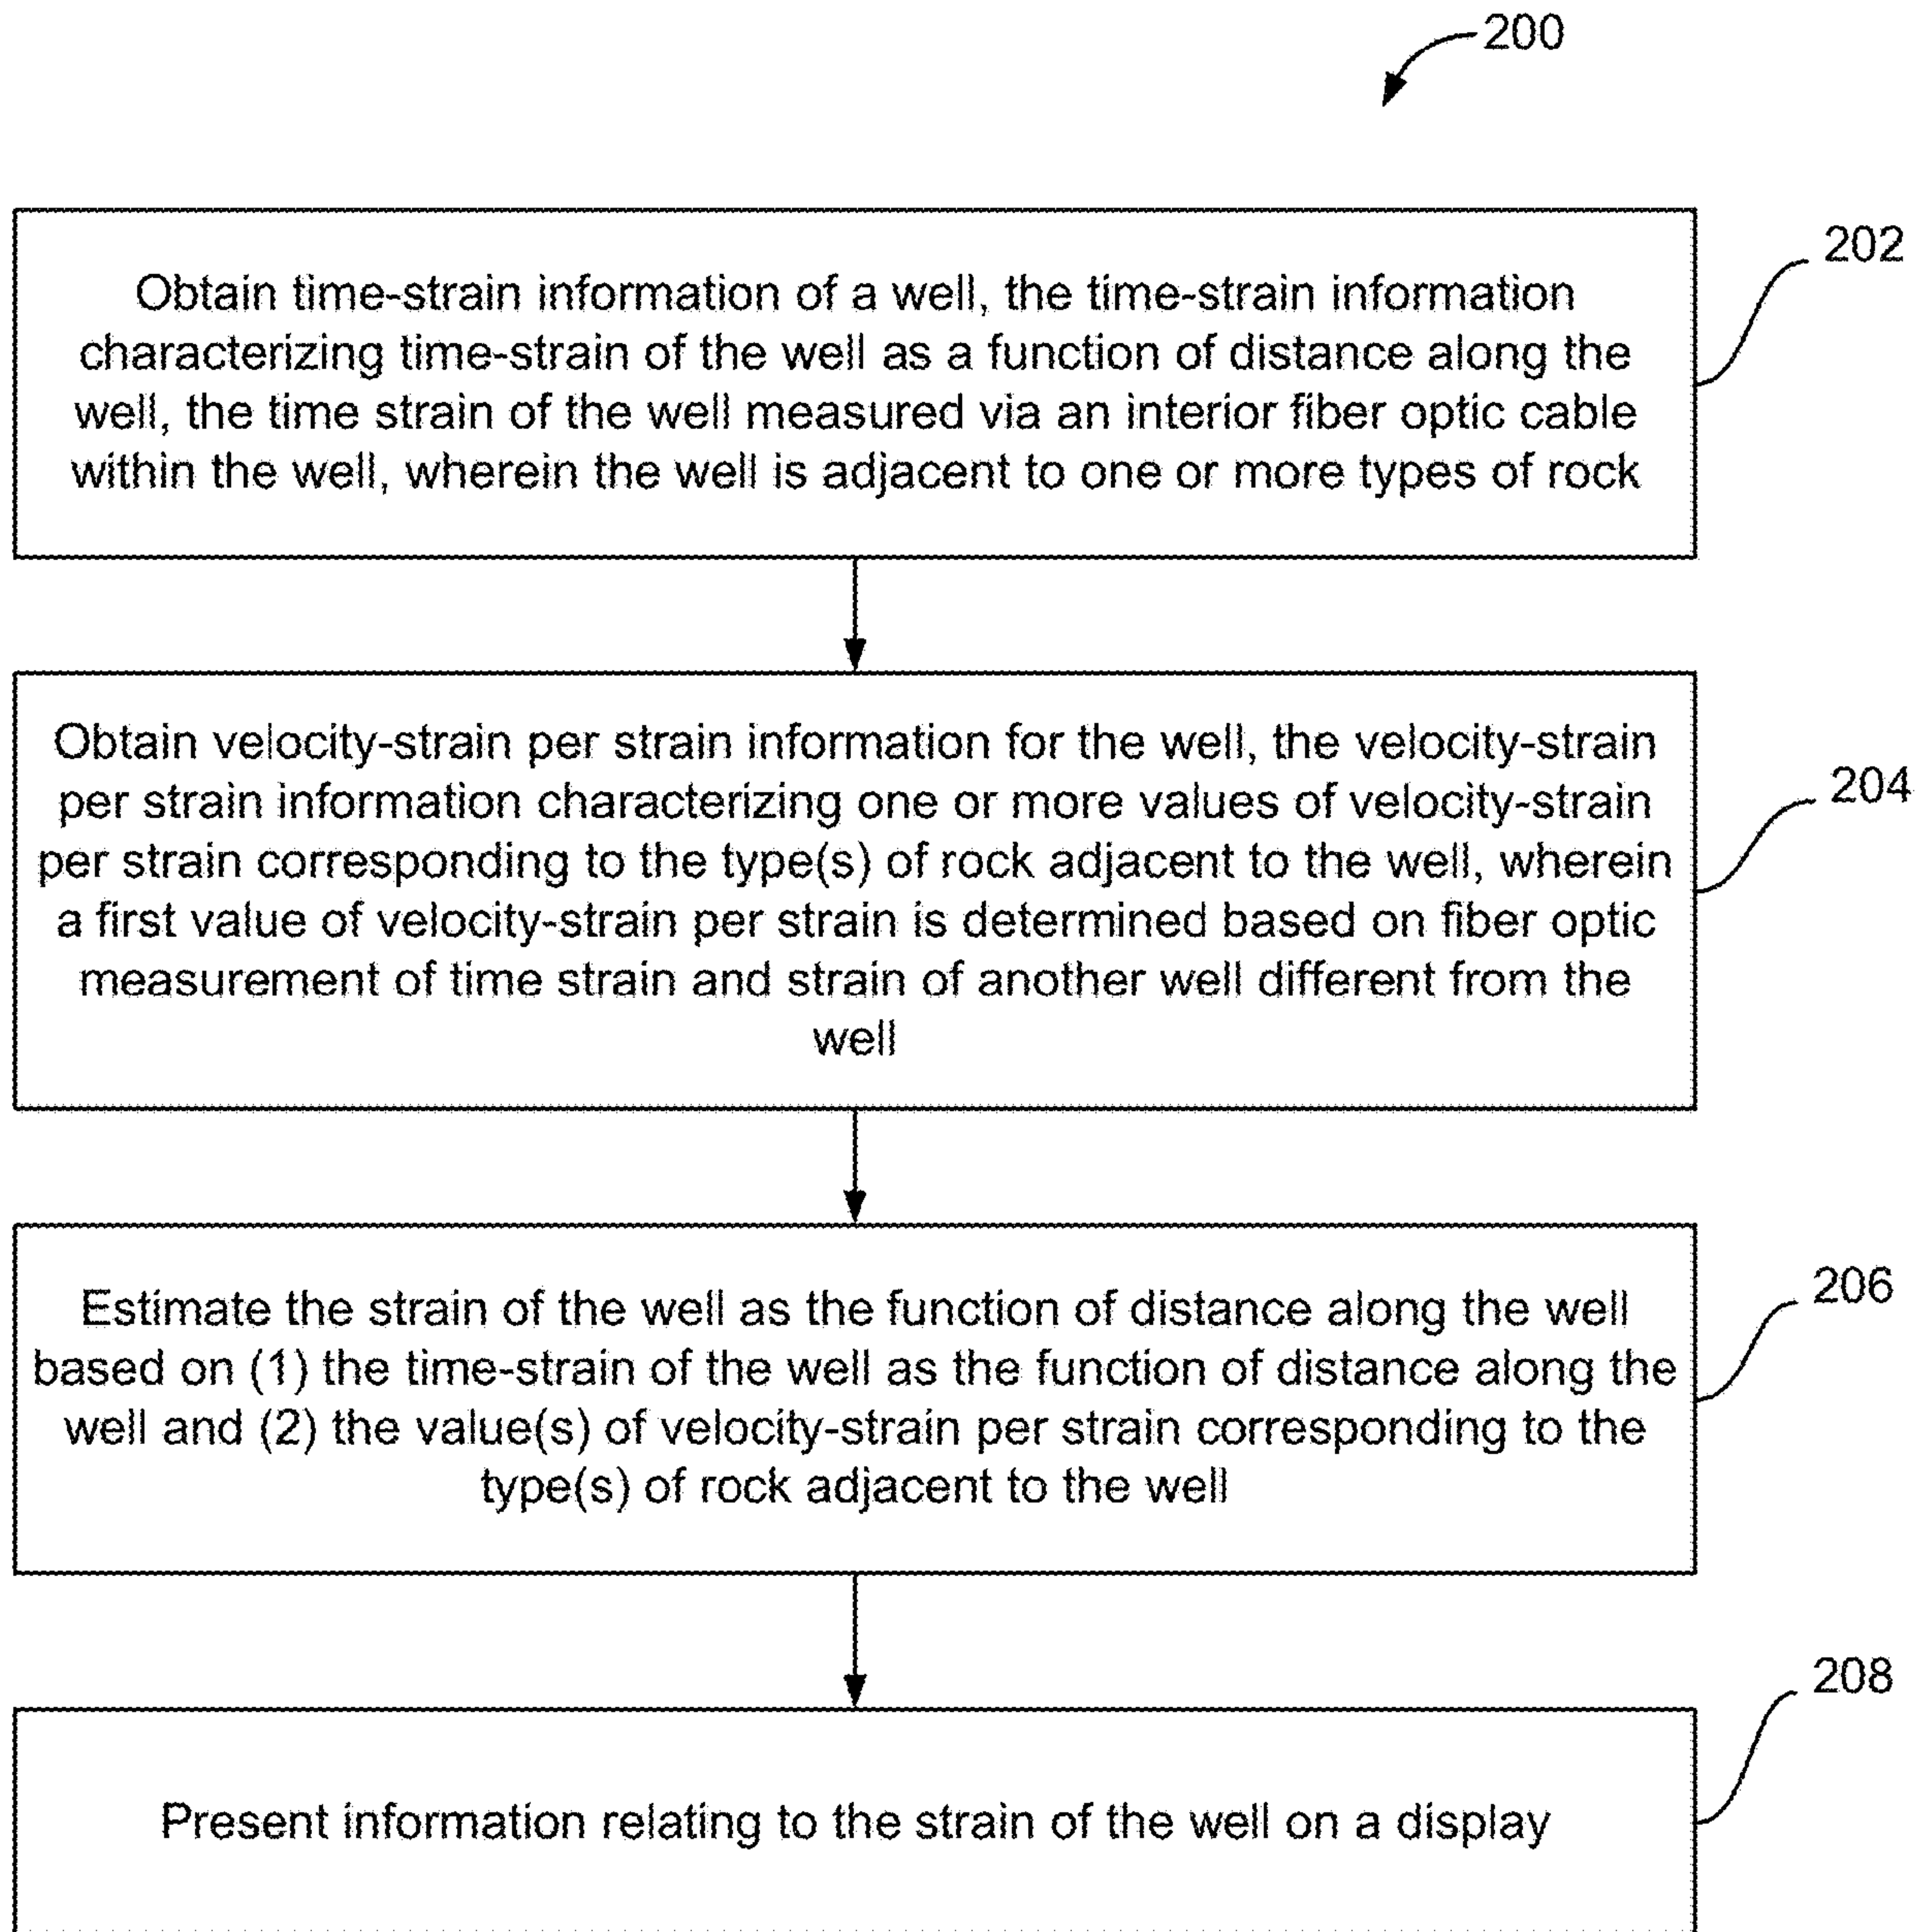 200
202
Obtain time-strain information of a well, the time-strain information
characterizing time-strain of the well as a function of distance along the
well, the time strain of the well measured via an interior fiber optic cable
within the well, wherein the well is adjacent to one or more types of rock
204
Obtain velocity-strain per strain information for the well, the velocity-strain
per strain information characterizing one or more values of velocity-strain
per strain corresponding to the type(s) of rock adjacent to the well, wherein
a first value of velocity-strain per strain is determined based on fiber optic
measurement of time strain and strain of another well different from the
well
206
Estimate the strain of the well as the function of distance along the well
based on (1) the time-strain of the well as the function of distance along the
well and (2) the value(s) of velocity-strain per strain corresponding to the
type(s) of rock adjacent to the well
208
Present information relating to the strain of the well on a display